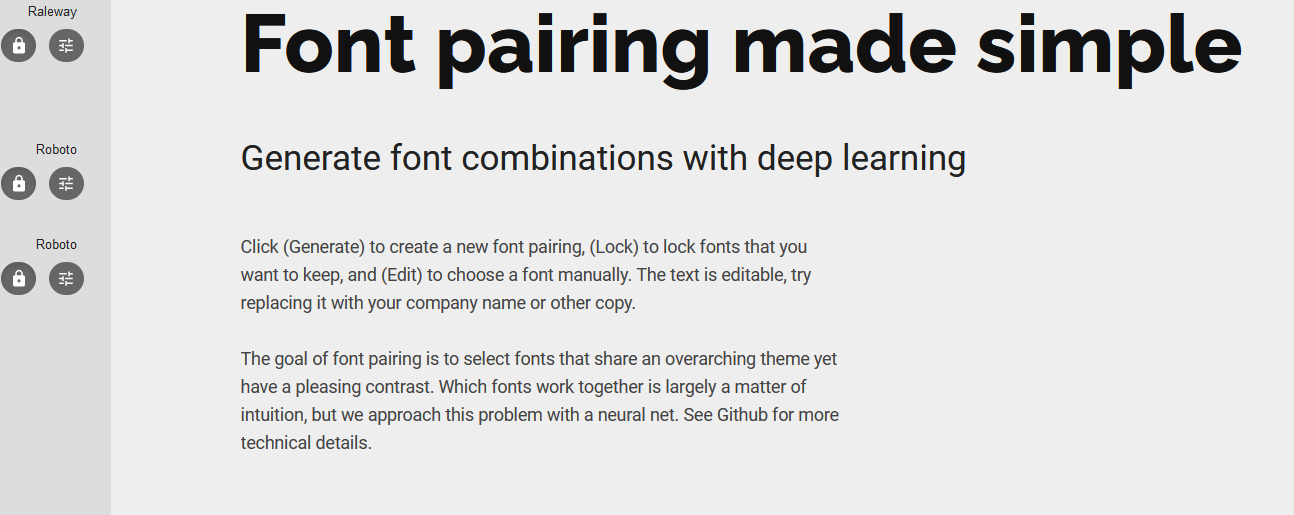 Raleway
Font pairing made simple
Roboto
Generate font combinations with deep learning
Roboto
Click (Generate) to create a new font pairing, (Lock) to lock fonts that you
want to keep, and (Edit) to choose a font manually. The text is editable, try
replacing it with your company name or other copy.
The goal of font pairing is to select fonts that share an overarching theme yet
have a pleasing contrast. Which fonts work together is largely a matter of
intuition, but we approach this problem with a neural net. See Github for more
technical details.